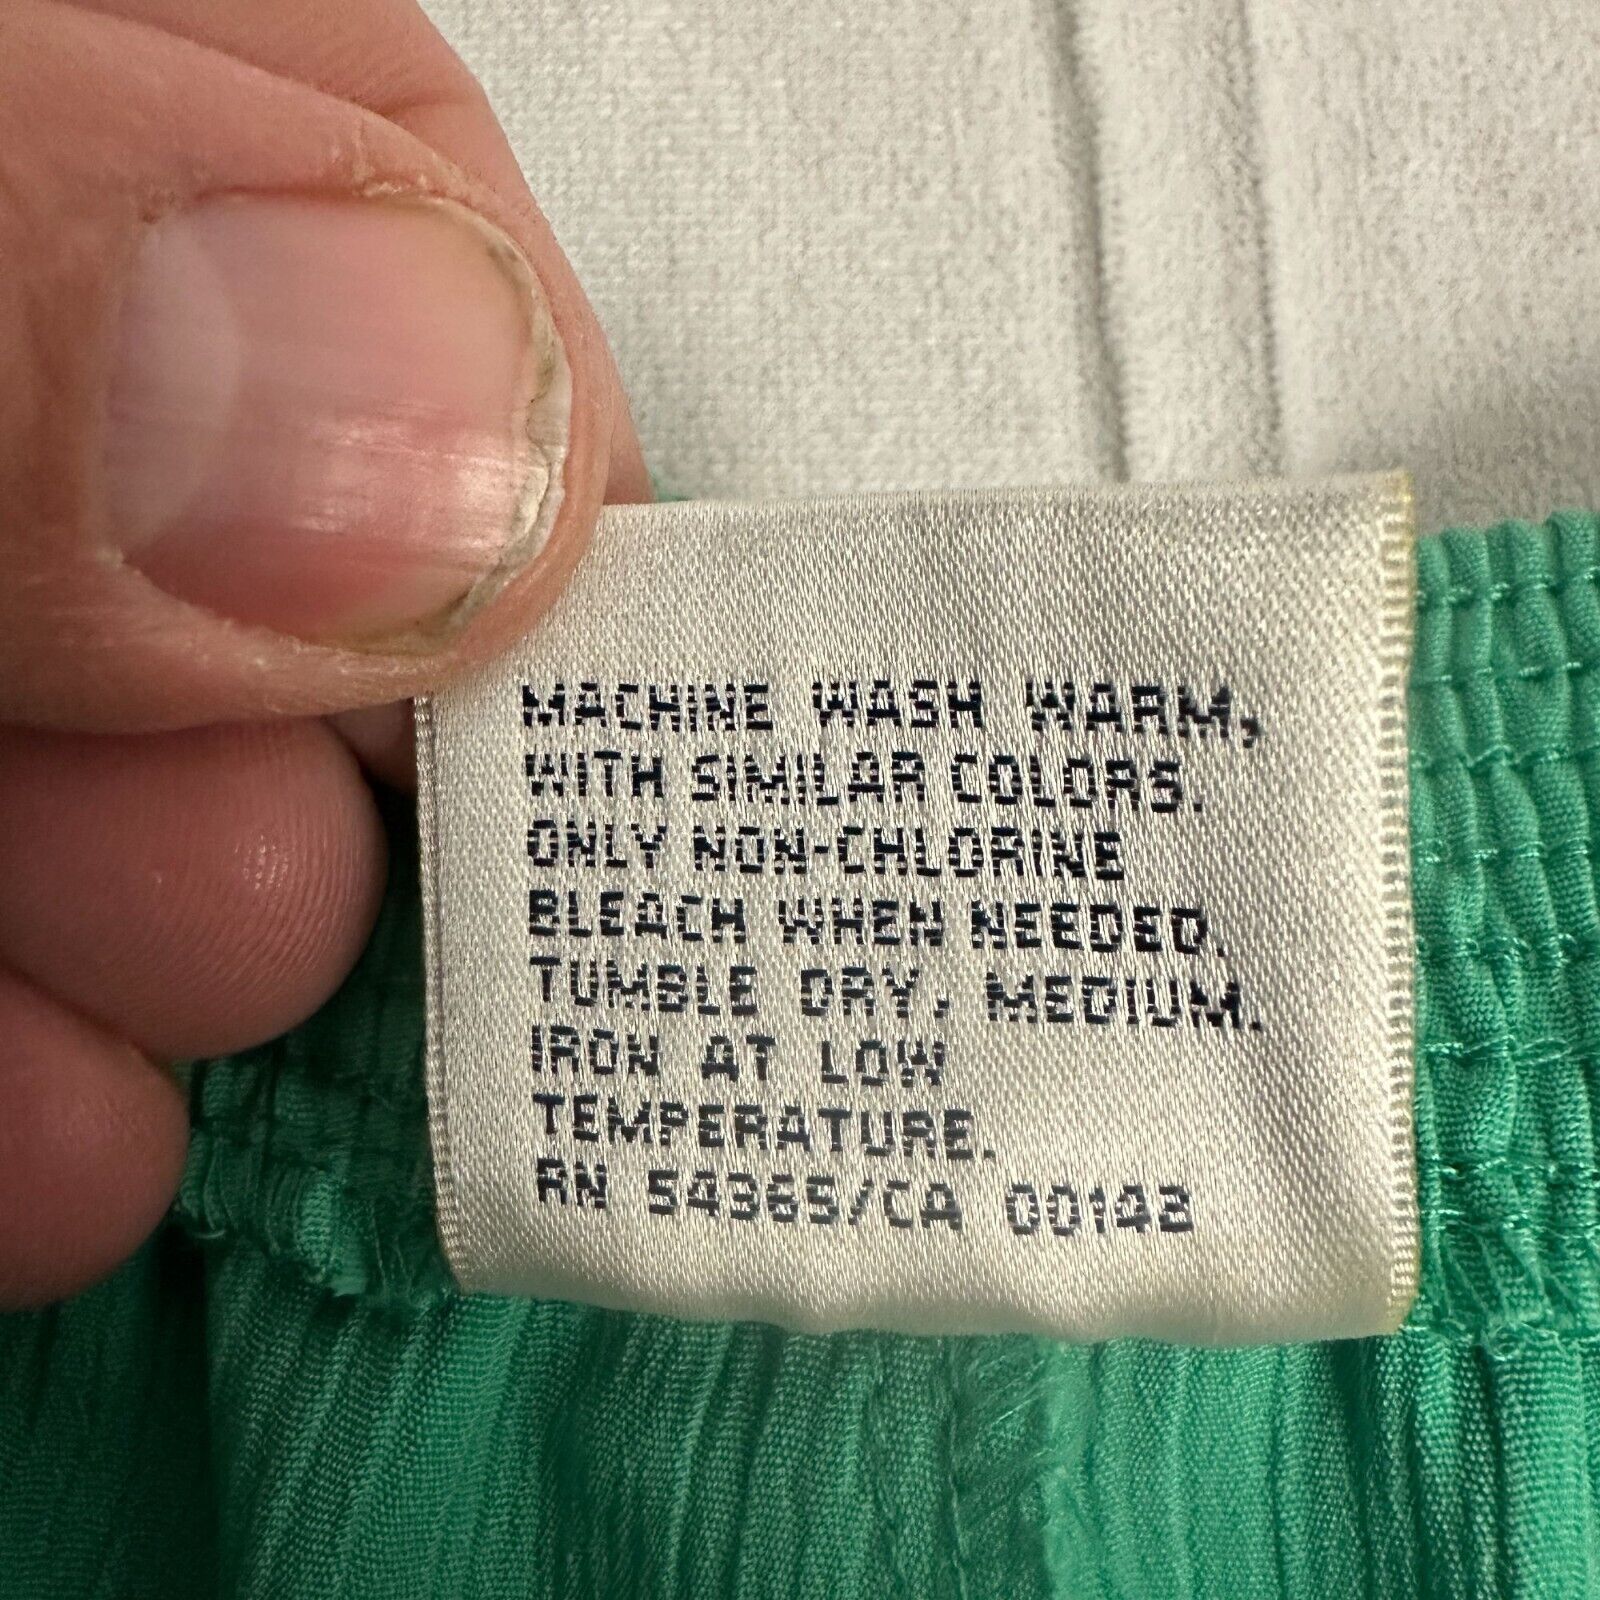 MACHINE WASH WARM,
WITH SIMILAR COLORS.
ONLY NON-CHLORINE
BLEACH WHEN NEEDED.
TUMBLE DRY, MEDIUM.
IRON AT LOW
TEMPERATURE.
RN 54365/CA 00148